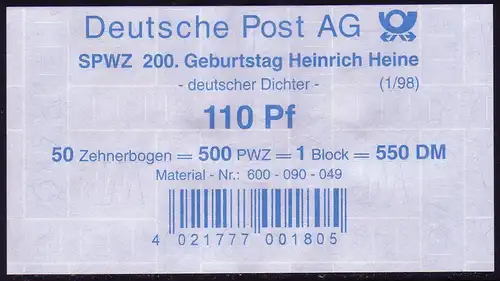 Deutsche Post AG
SPWZ 200. Geburtstag Heinrich Heine
- deutscher Dichter - (1/98)
110 Pf
50 Zehnerbogen = 500 PWZ = 1 Block = 550 DM
Material - Nr.: 600 - 090 - 049
4 021777 001805